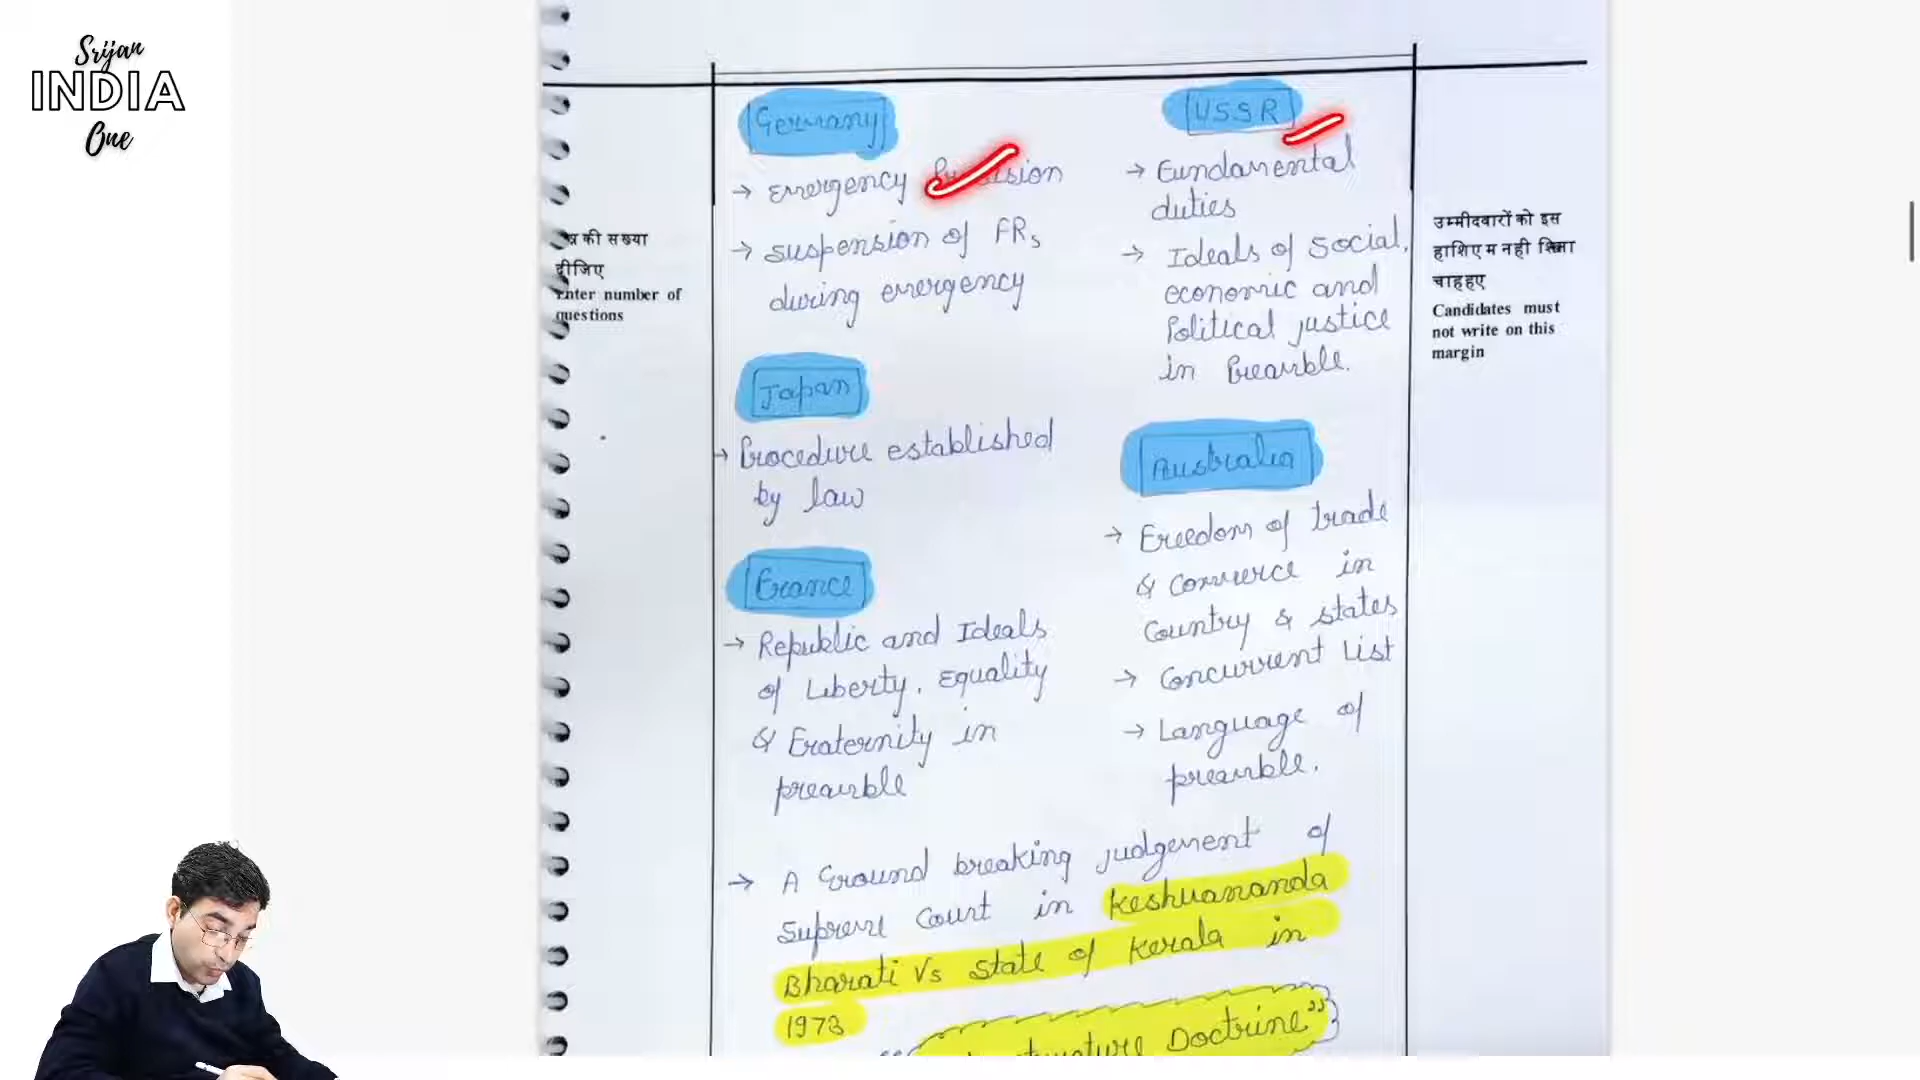 Srijan
INDIA
One
Germany
→ Emergency Provision
→ suspension of FRs
during emergency
Japan
→ Procedure established
by law
France
→ Republic and Ideals
of Liberty, Equality
& Fraternity in
preamble
USSR
→ Fundamental
duties
→ Ideals of Social,
economic and
Political justice
in Preamble.
Australia
→ Freedom of trade
& Commerce in
Country & states
→ Concurrent List
→ Language of
preamble.
→ A Ground breaking judgement of
Supreme Court in Keshvananda
Bharati Vs State of Kerala in
1973
Doctrine"
की सख्या
दीजिए
Enter number of
questions
उम्मीदवारों को इस
हाशिए म नही
चाहहए
Candidates must
not write on this
margin